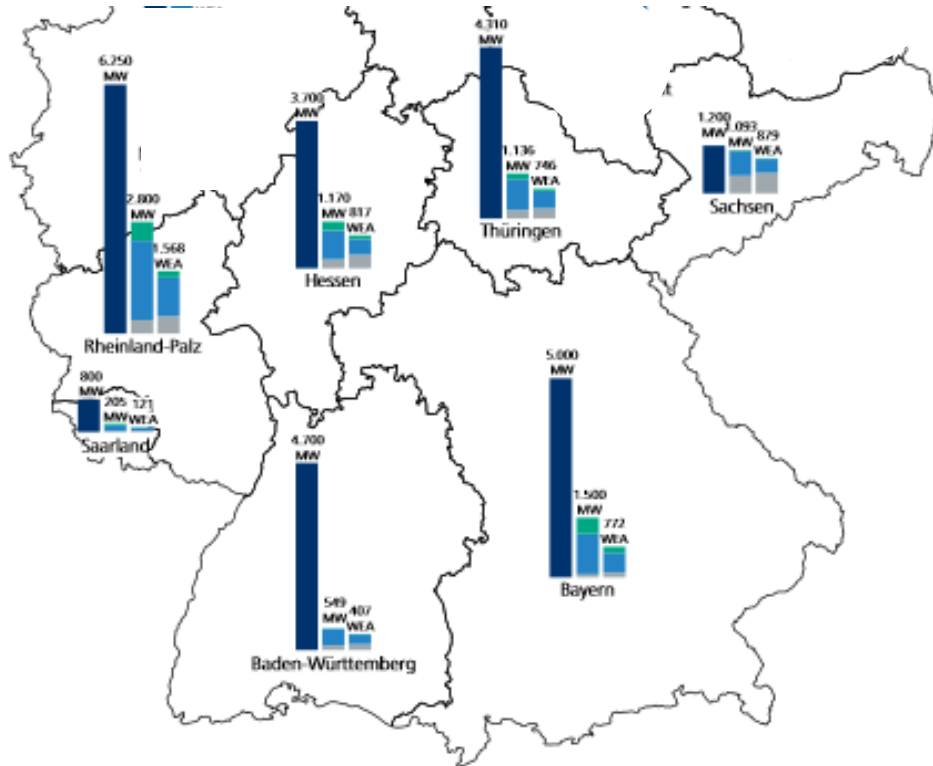 6.250
MW
2.800
MW
1.568
WEA
Rheinland-Palz
3.700
MW
1.170
MW
817
WEA
Hessen
4.310
MW
1.136
MW
746
WEA
Thüringen
1.200
MW
1.093
MW
879
WEA
Sachsen
800
MW
205
MW
121
WEA
Saarland
4.700
MW
549
MW
407
WEA
Baden-Württemberg
5.000
MW
1.500
MW
772
WEA
Bayern